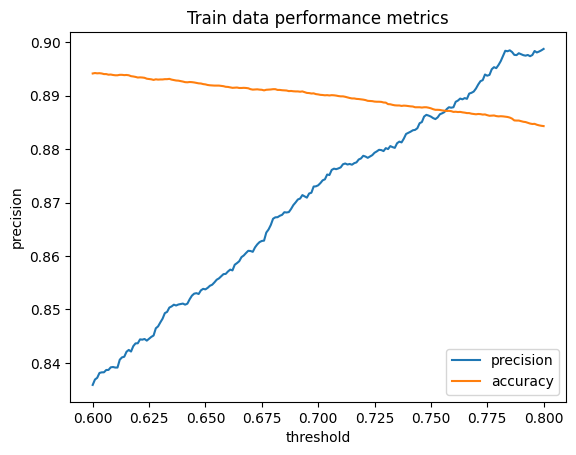 Train data performance metrics
0.90
0.89
0.88
0.87
0.86
0.85
0.84
precision
0.600 0.625 0.650 0.675 0.700 0.725 0.750 0.775 0.800
threshold
precision
accuracy